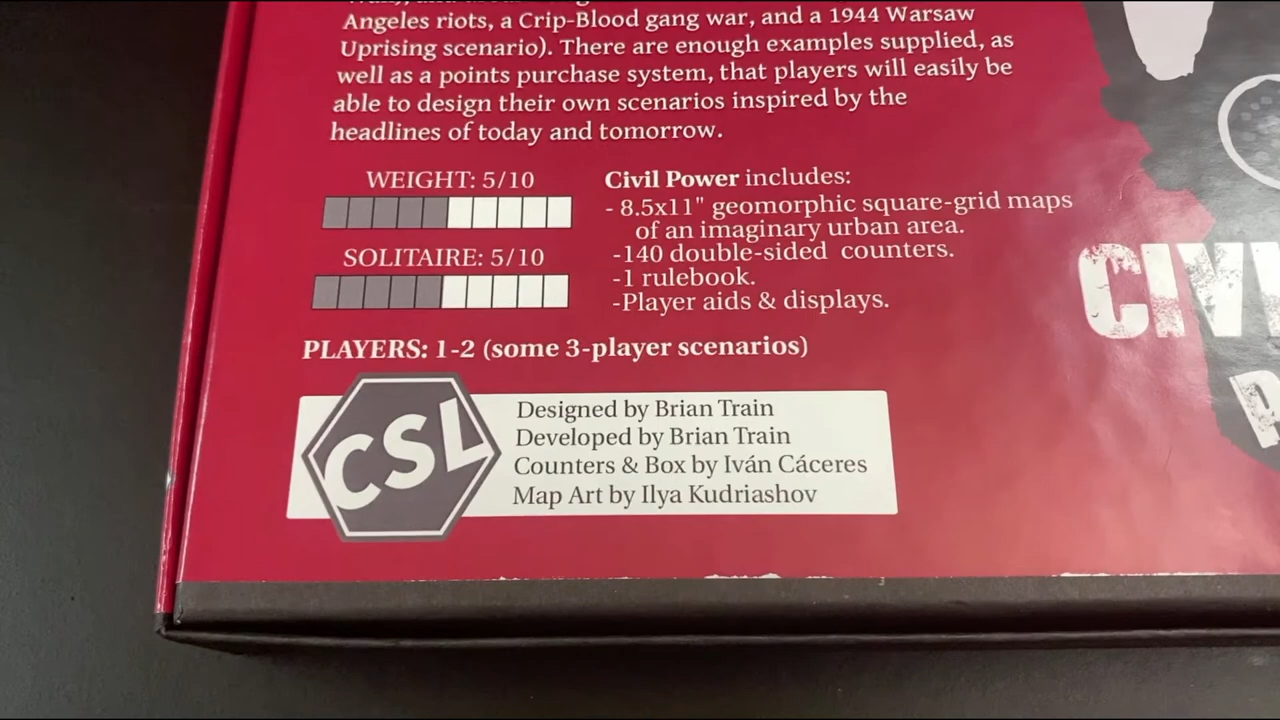 Angeles riots, a Crip-Blood gang war, and a 1944 Warsaw
Uprising scenario). There are enough examples supplied, as
well as a points purchase system, that players will easily be
able to design their own scenarios inspired by the
headlines of today and tomorrow.
WEIGHT: 5/10
SOLITAIRE: 5/10
Civil Power includes:
- 8.5x11" geomorphic square-grid maps
of an imaginary urban area.
-140 double-sided counters.
-1 rulebook.
-Player aids & displays.
PLAYERS: 1-2 (some 3-player scenarios)
CSL
Designed by Brian Train
Developed by Brian Train
Counters & Box by Iván Cáceres
Map Art by Ilya Kudriashov